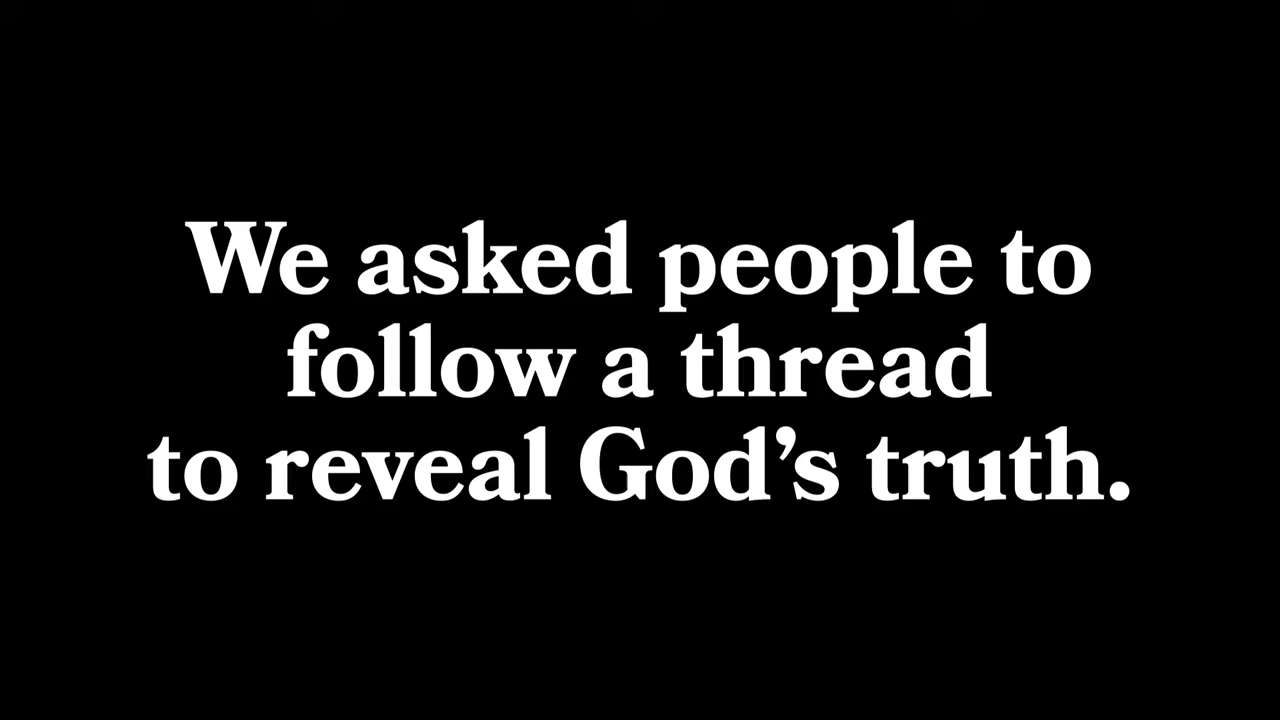 We asked people to
follow a thread
to reveal God’s truth.